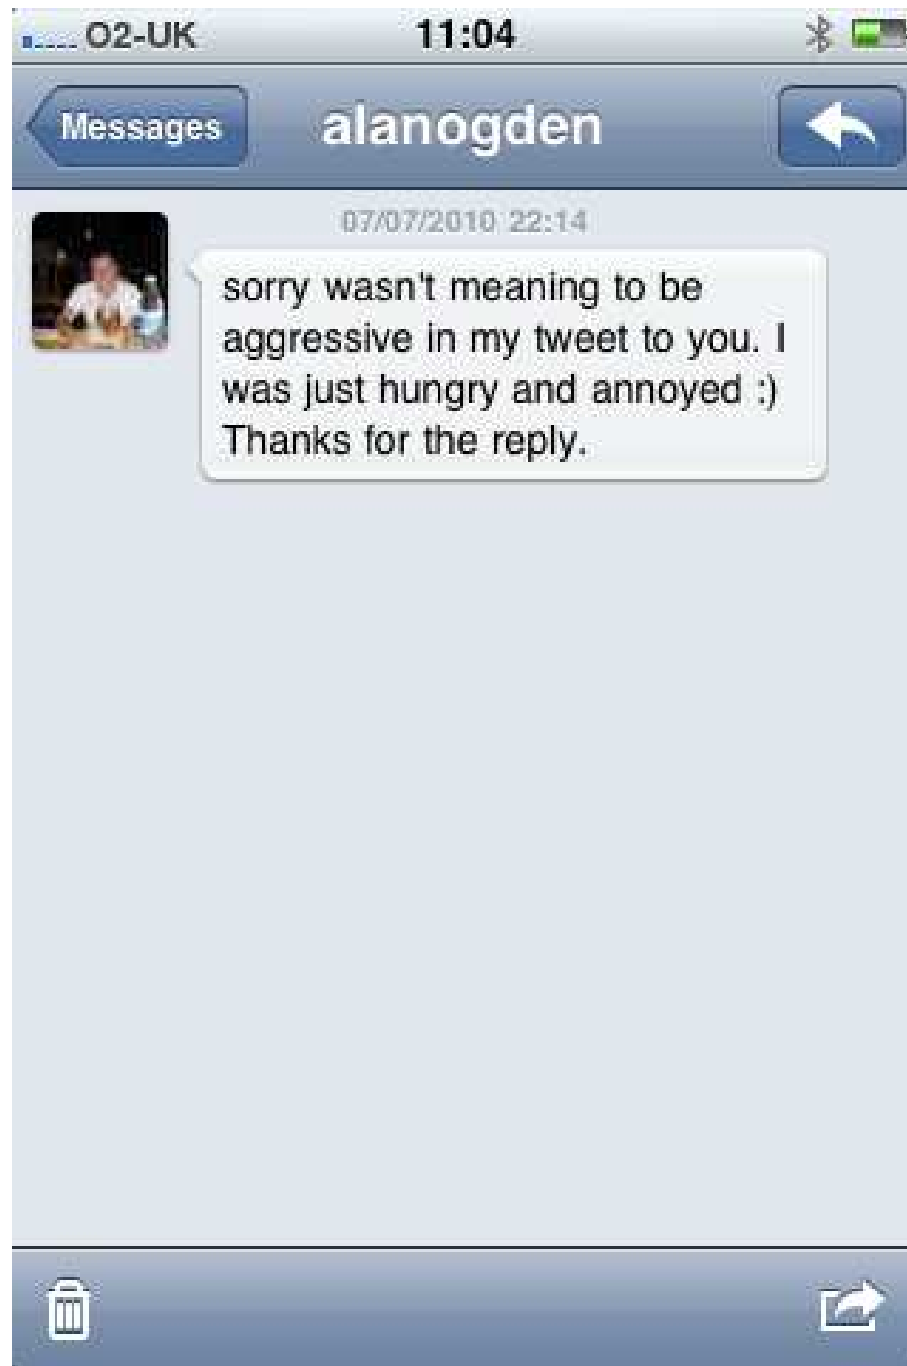 O2-UK 11:04
Messages alanogden
07/07/2010 22:14
sorry wasn't meaning to be
aggressive in my tweet to you. I
was just hungry and annoyed :)
Thanks for the reply.